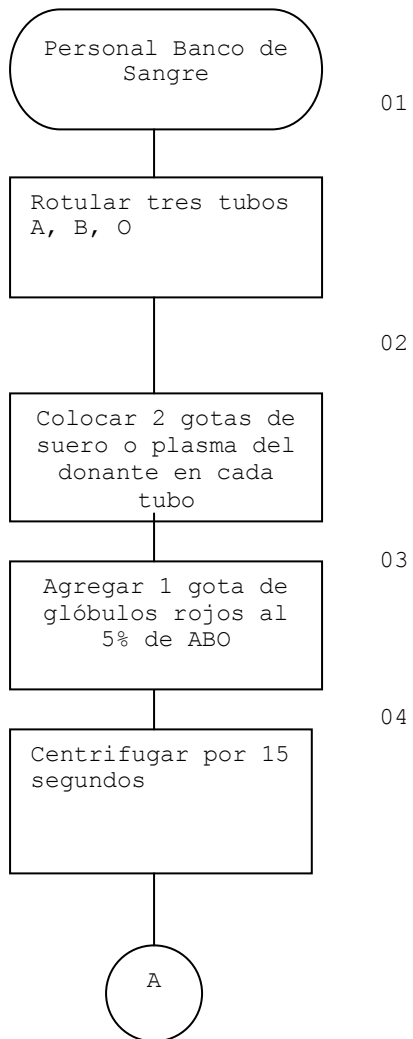 Personal Banco de
Sangre
01
Rotular tres tubos
A, B, O
02
Colocar 2 gotas de
suero o plasma del
donante en cada
tubo
03
Agregar 1 gota de
glóbulos rojos al
5% de ABO
04
Centrifugar por 15
segundos
A